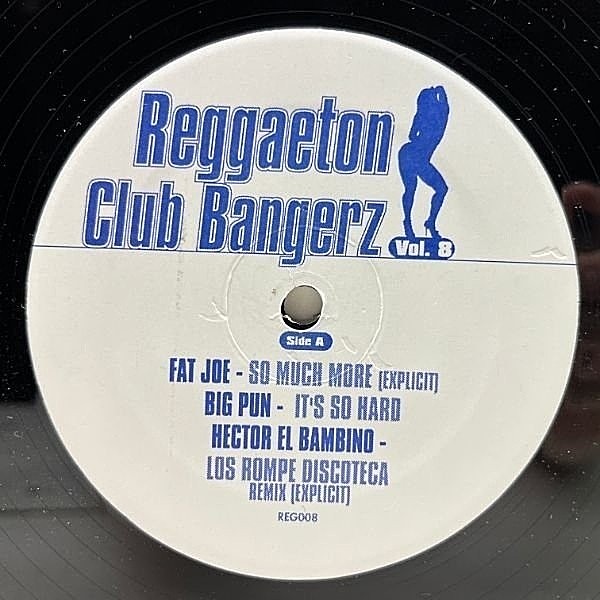 Reggaeton
Club Bangerz
Vol. 8
Side A
FAT JOE - SO MUCH MORE (EXPLICIT)
BIG PUN - IT'S SO HARD
HECTOR EL BAMBINO -
LOS ROMPE DISCOTECA
REMIX (EXPLICIT)
REG008